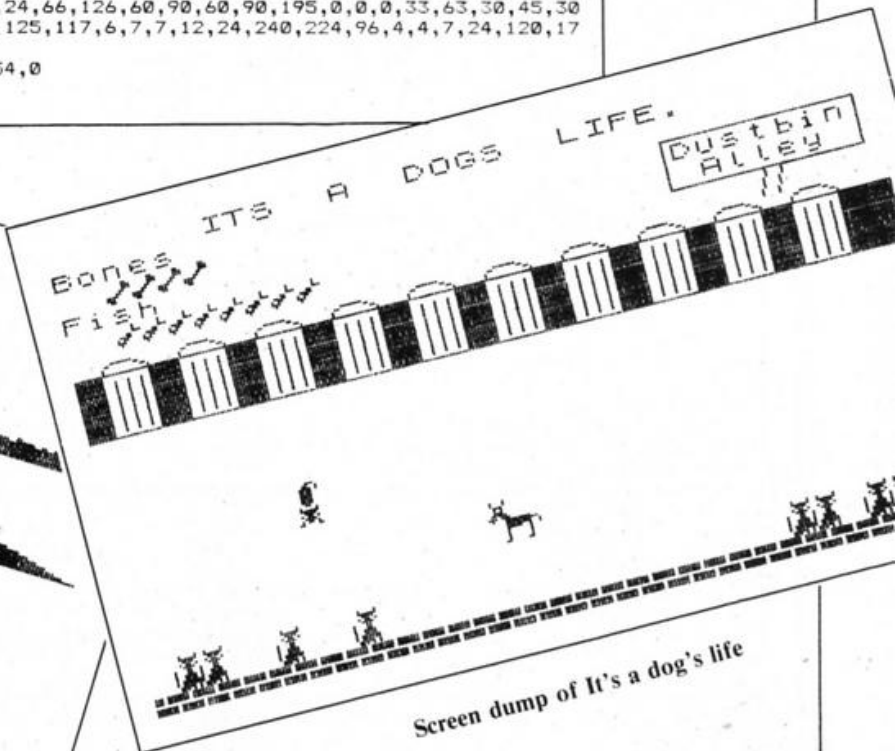 ,24,66,126,60,90,60,90,195,0,0,0,33,63,30,45,30
125,117,6,7,7,12,24,240,224,96,4,4,7,24,120,17
54,0
ITS A DOGS LIFE.
Dustbin
Alley
Bones
Fish
Screen dump of It's a dog's life